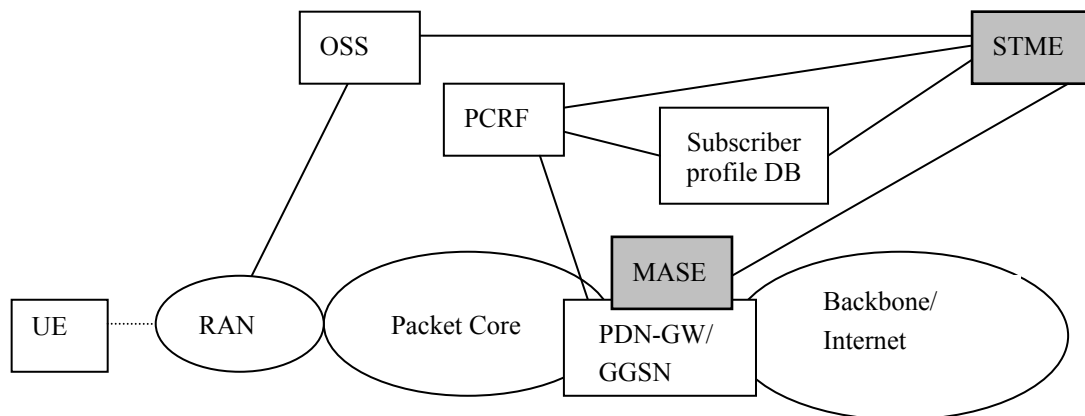 OSS
STME
PCRF
Subscriber
profile DB
MASE
UE
RAN
Packet Core
PDN-GW/
GGSN
Backbone/
Internet